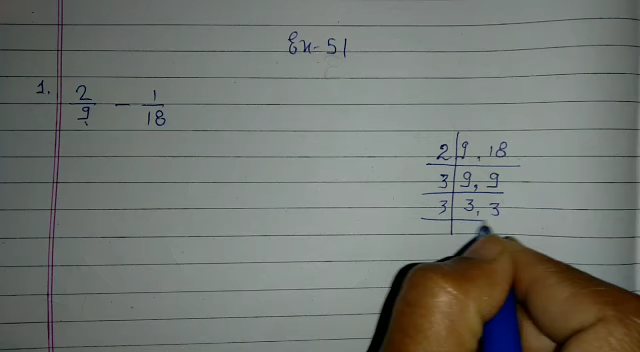 Ex-51
1. 2/9 - 1/18
2 | 9, 18
3 | 9, 9
3 | 3, 3